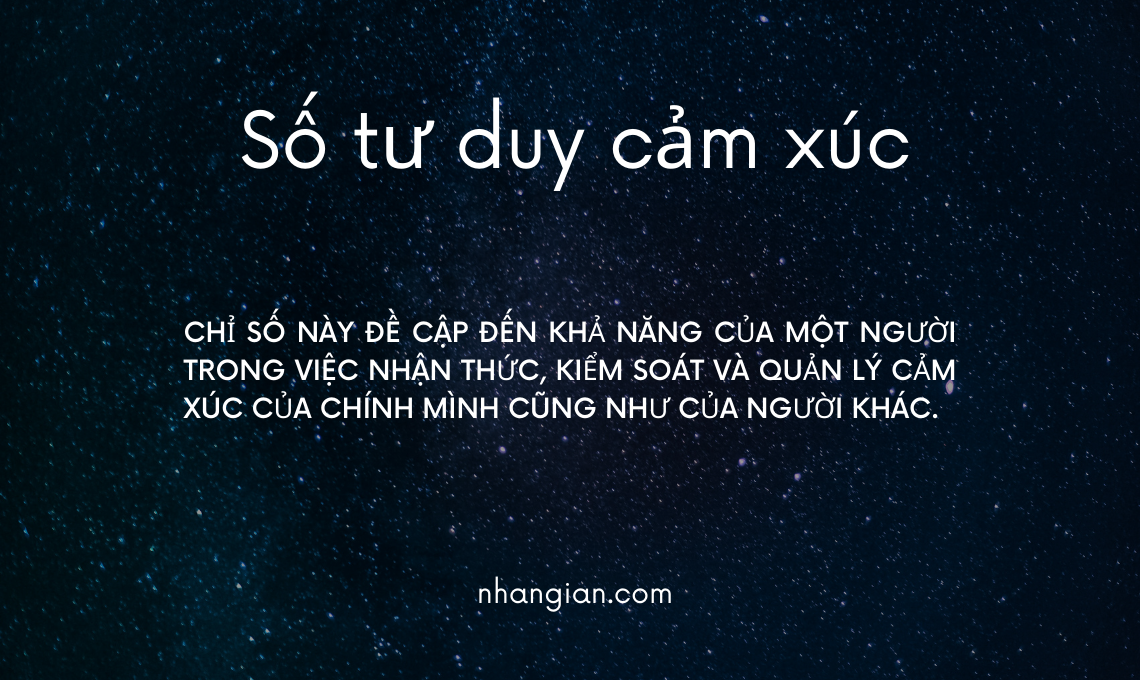 Số tư duy cảm xúc
CHỈ SỐ NÀY ĐỀ CẬP ĐẾN KHẢ NĂNG CỦA MỘT NGƯỜI
TRONG VIỆC NHẬN THỨC, KIỂM SOÁT VÀ QUẢN LÝ CẢM
XÚC CỦA CHÍNH MÌNH CŨNG NHƯ CỦA NGƯỜI KHÁC.
nhangian.com